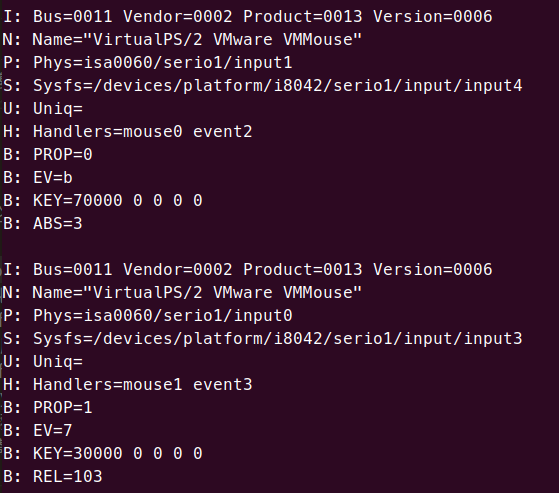 I: Bus=0011 Vendor=0002 Product=0013 Version=0006
N: Name="VirtualPS/2 VMware VMMouse"
P: Phys=isa0060/serio1/input1
S: Sysfs=/devices/platform/i8042/serio1/input/input4
U: Uniq=
H: Handlers=mouse0 event2
B: PROP=0
B: EV=b
B: KEY=70000 0 0 0 0
B: ABS=3

I: Bus=0011 Vendor=0002 Product=0013 Version=0006
N: Name="VirtualPS/2 VMware VMMouse"
P: Phys=isa0060/serio1/input0
S: Sysfs=/devices/platform/i8042/serio1/input/input3
U: Uniq=
H: Handlers=mouse1 event3
B: PROP=1
B: EV=7
B: KEY=30000 0 0 0 0
B: REL=103